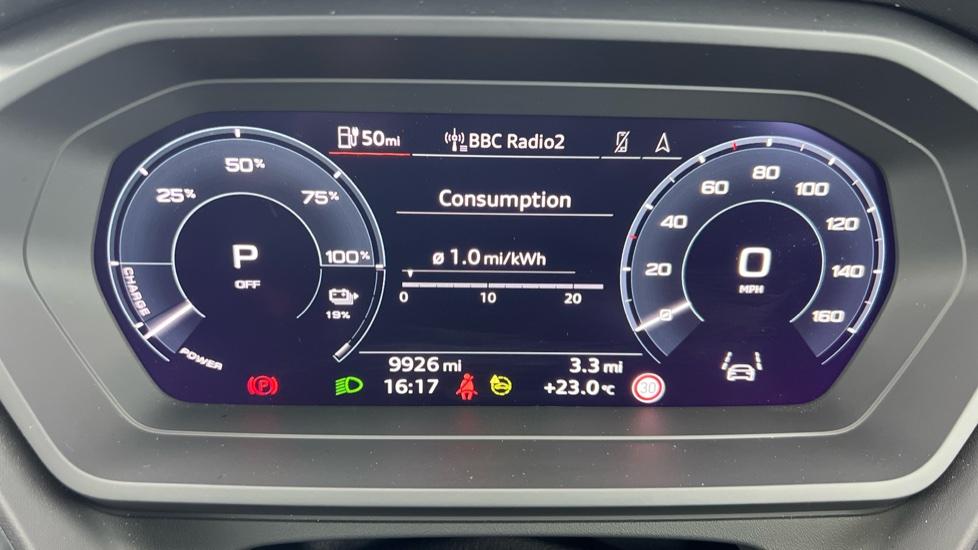 50mi BBC Radio2
50%
25% 75%
100%
CHARGE
POWER
P
OFF
19%
Consumption
ø 1.0 mi/kWh
0 10 20
9926 mi 3.3 mi
16:17 +23.0 °C
P
30
80
60 100
40 120
20 140
0 160
0
MPH